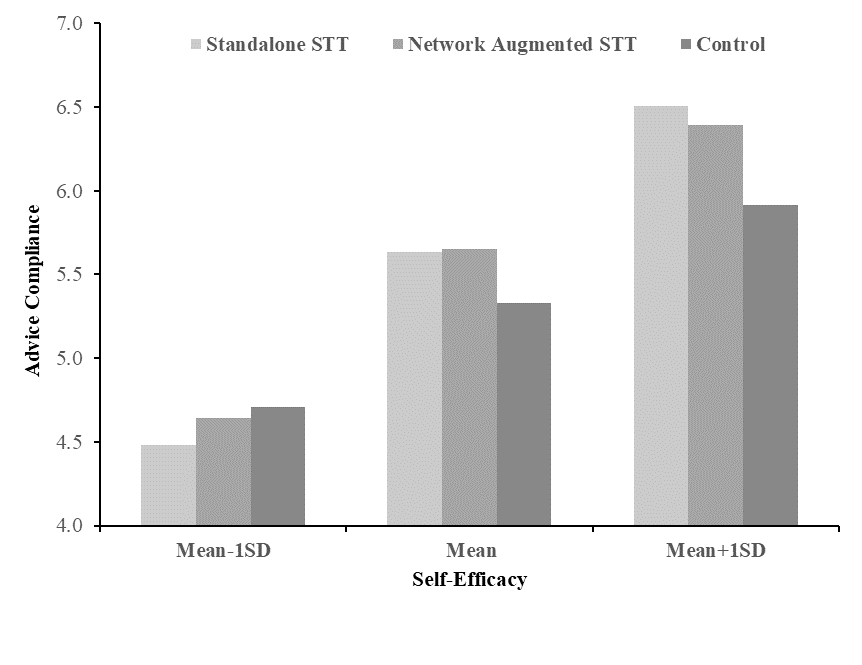 7.0
Standalone STT Network Augmented STT Control
6.5
6.0
5.5
5.0
4.5
4.0
Advice Compliance
Mean-1SD Mean Mean+1SD
Self-Efficacy